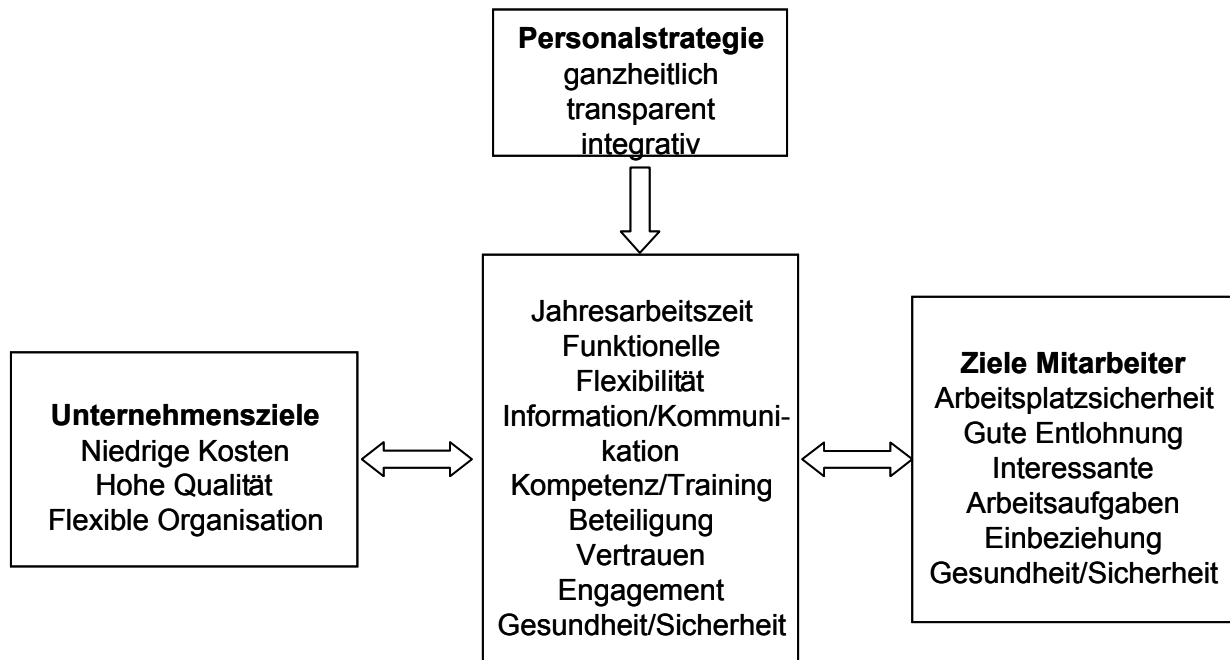 Personalstrategie
ganzheitlich
transparent
integrativ
Unternehmensziele
Niedrige Kosten
Hohe Qualität
Flexible Organisation
Jahresarbeitszeit
Funktionelle
Flexibilität
Information/Kommuni-
kation
Kompetenz/Training
Beteiligung
Vertrauen
Engagement
Gesundheit/Sicherheit
Ziele Mitarbeiter
Arbeitsplatzsicherheit
Gute Entlohnung
Interessante
Arbeitsaufgaben
Einbeziehung
Gesundheit/Sicherheit